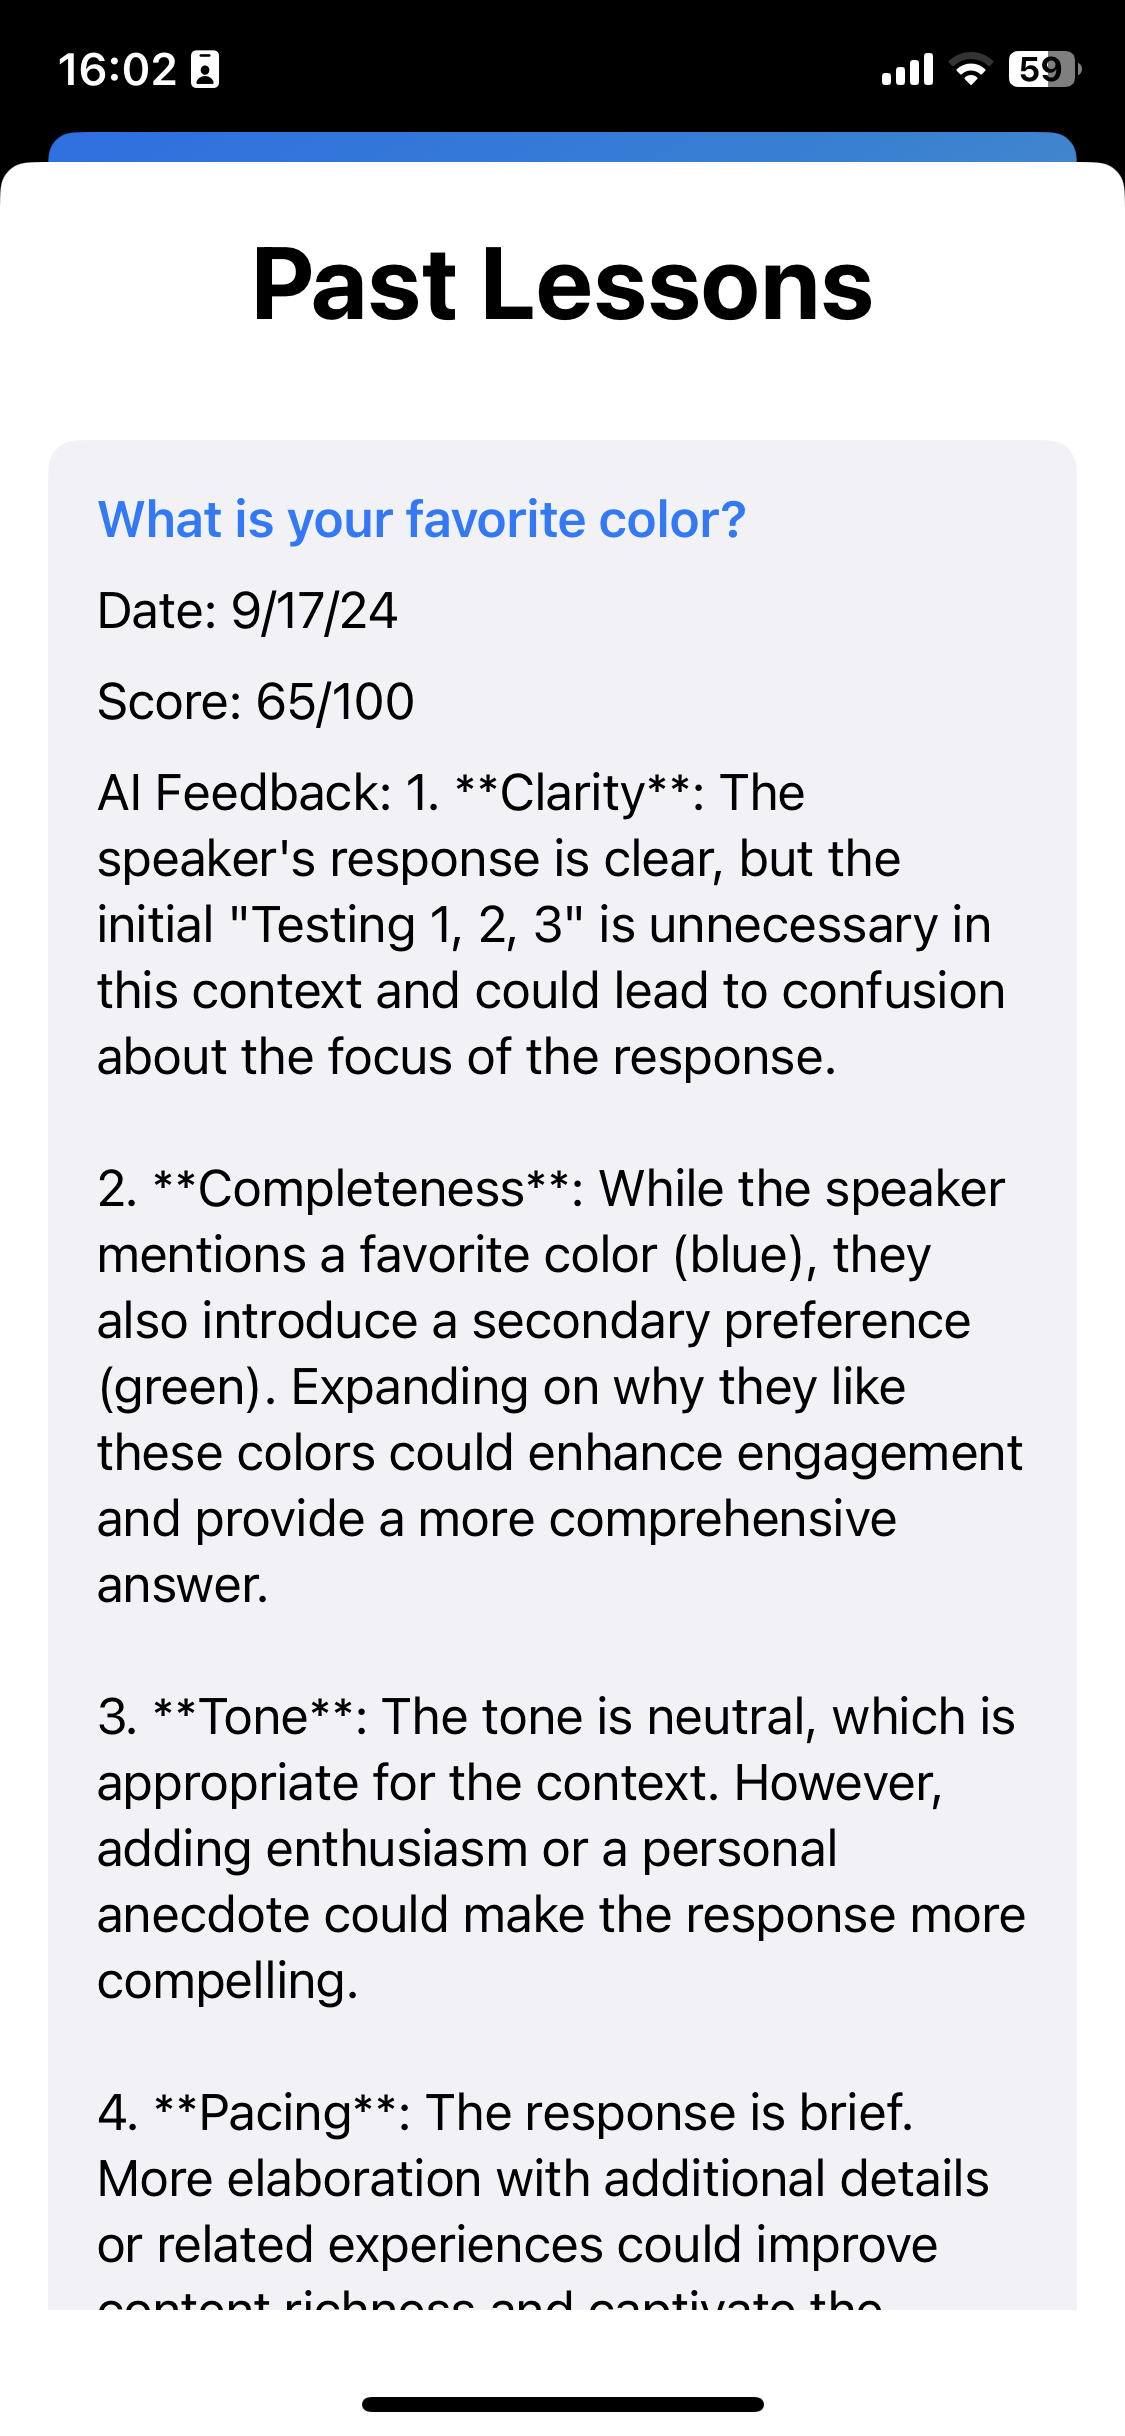 16:02
59
Past Lessons
What is your favorite color?
Date: 9/17/24
Score: 65/100
AI Feedback: 1. **Clarity**: The
speaker's response is clear, but the
initial "Testing 1, 2, 3" is unnecessary in
this context and could lead to confusion
about the focus of the response.
2. **Completeness**: While the speaker
mentions a favorite color (blue), they
also introduce a secondary preference
(green). Expanding on why they like
these colors could enhance engagement
and provide a more comprehensive
answer.
3. **Tone**: The tone is neutral, which is
appropriate for the context. However,
adding enthusiasm or a personal
anecdote could make the response more
compelling.
4. **Pacing**: The response is brief.
More elaboration with additional details
or related experiences could improve
content richness and captivate the